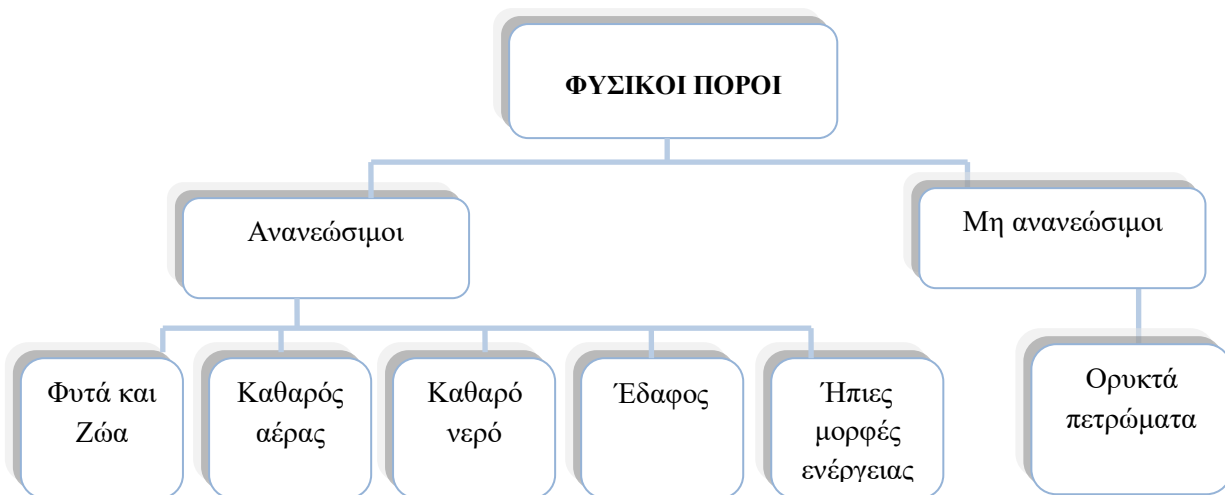 ΦΥΣΙΚΟΙ ΠΟΡΟΙ
Ανανεώσιμοι
Μη ανανεώσιμοι
Φυτά και
Ζώα
Καθαρός
αέρας
Καθαρό
νερό
Έδαφος
Ήπιες
μορφές
ενέργειας
Ορυκτά
πετρώματα